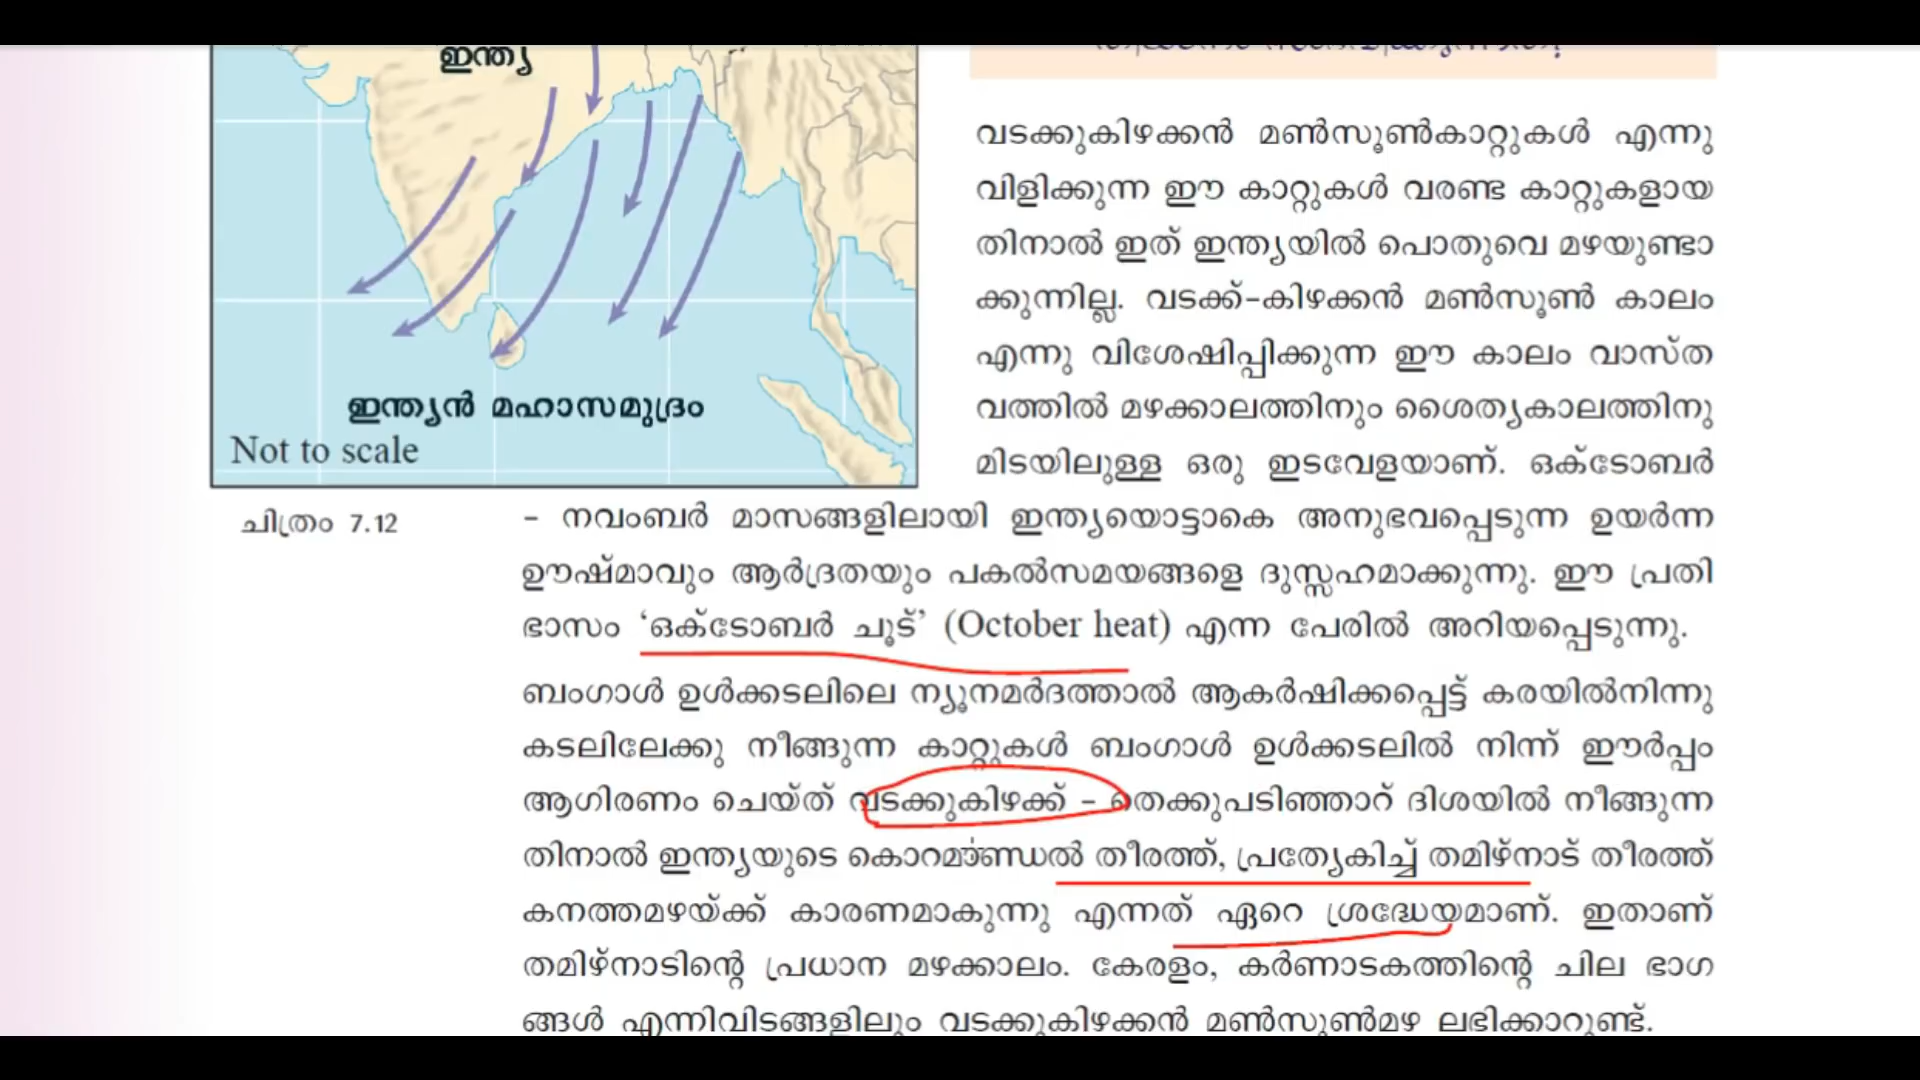 ഇന്ത്യ
ഇന്ത്യൻ മഹാസമുദ്രം
Not to scale
ചിത്രം 7.12
വടക്കുകിഴക്കൻ മൺസൂൺകാറ്റുകൾ എന്നു
വിളിക്കുന്ന ഈ കാറ്റുകൾ വരണ്ട കാറ്റുകളായ
തിനാൽ ഇത് ഇന്ത്യയിൽ പൊതുവെ മഴയുണ്ടാ
ക്കുന്നില്ല. വടക്ക്-കിഴക്കൻ മൺസൂൺ കാലം
എന്നു വിശേഷിപ്പിക്കുന്ന ഈ കാലം വാസ്ത
വത്തിൽ മഴക്കാലത്തിനും ശൈത്യകാലത്തിനു
മിടയിലുള്ള ഒരു ഇടവേളയാണ്. ഒക്ടോബർ
- നവംബർ മാസങ്ങളിലായി ഇന്ത്യയൊട്ടാകെ അനുഭവപ്പെടുന്ന ഉയർന്ന
ഊഷ്മാവും ആർദ്രതയും പകൽസമയങ്ങളെ ദുസ്സഹമാക്കുന്നു. ഈ പ്രതി
ഭാസം ‘ഒക്ടോബർ ചൂട്’ (October heat) എന്ന പേരിൽ അറിയപ്പെടുന്നു.
ബംഗാൾ ഉൾക്കടലിലെ ന്യൂനമർദത്താൽ ആകർഷിക്കപ്പെട്ട് കരയിൽനിന്നു
കടലിലേക്കു നീങ്ങുന്ന കാറ്റുകൾ ബംഗാൾ ഉൾക്കടലിൽ നിന്ന് ഈർപ്പം
ആഗിരണം ചെയ്ത് വടക്കുകിഴക്ക് - തെക്കുപടിഞ്ഞാറ് ദിശയിൽ നീങ്ങുന്ന
തിനാൽ ഇന്ത്യയുടെ കൊറമാണ്ഡൽ തീരത്ത്, പ്രത്യേകിച്ച് തമിഴ്നാട് തീരത്ത്
കനത്തമഴയ്ക്ക് കാരണമാകുന്നു എന്നത് ഏറെ ശ്രദ്ധേയമാണ്. ഇതാണ്
തമിഴ്നാടിന്റെ പ്രധാന മഴക്കാലം. കേരളം, കർണാടകത്തിന്റെ ചില ഭാഗ
ങ്ങൾ എന്നിവിടങ്ങളിലും വടക്കുകിഴക്കൻ മൺസൂൺമഴ ലഭിക്കാറുണ്ട്.